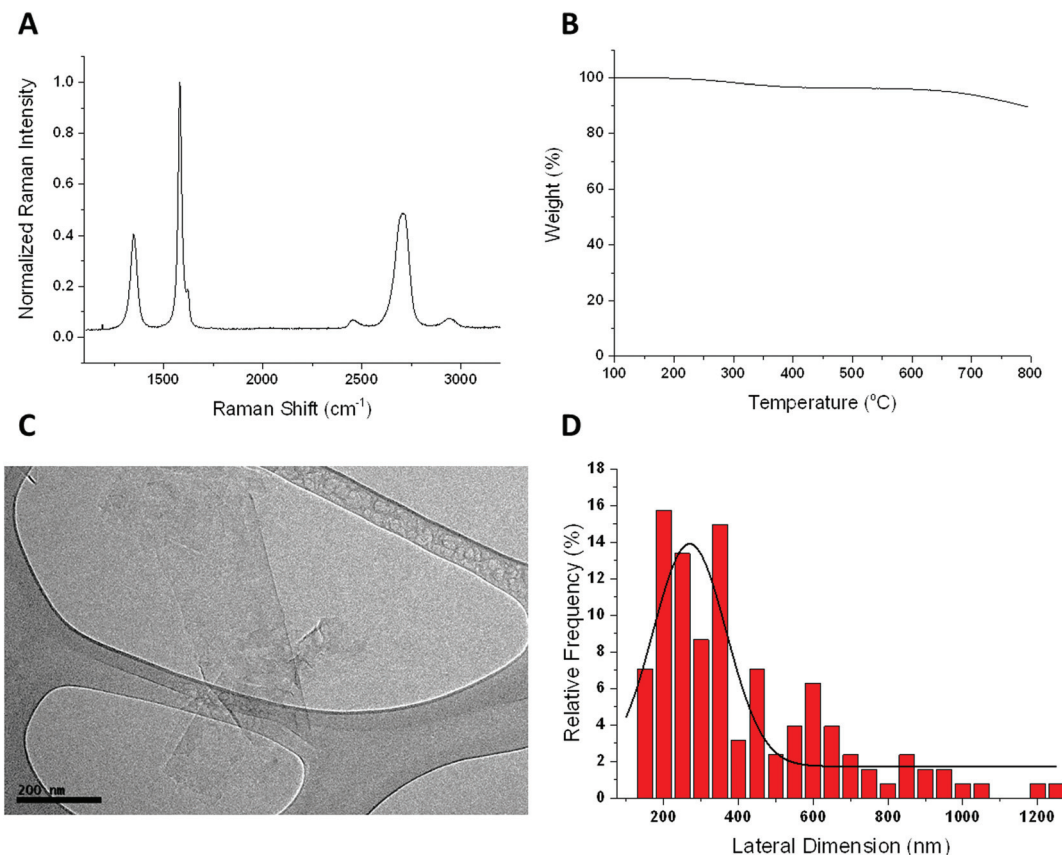 A
Normalized Raman Intensity
1.0
0.8
0.6
0.4
0.2
0.0
1500 2000 2500 3000
Raman Shift (cm⁻¹)
B
Weight (%)
100
80
60
40
20
0
100 200 300 400 500 600 700 800
Temperature (⁰C)
C
200 nm
D
Relative Frequency (%)
18
16
14
12
10
8
6
4
2
0
200 400 600 800 1000 1200
Lateral Dimension (nm)